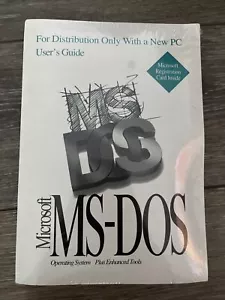 For Distribution Only With a New PC
User's Guide
Microsoft
Registration
Card Inside
MS
DOS
Microsoft
MS-DOS
Operating System Plus Enhanced Tools